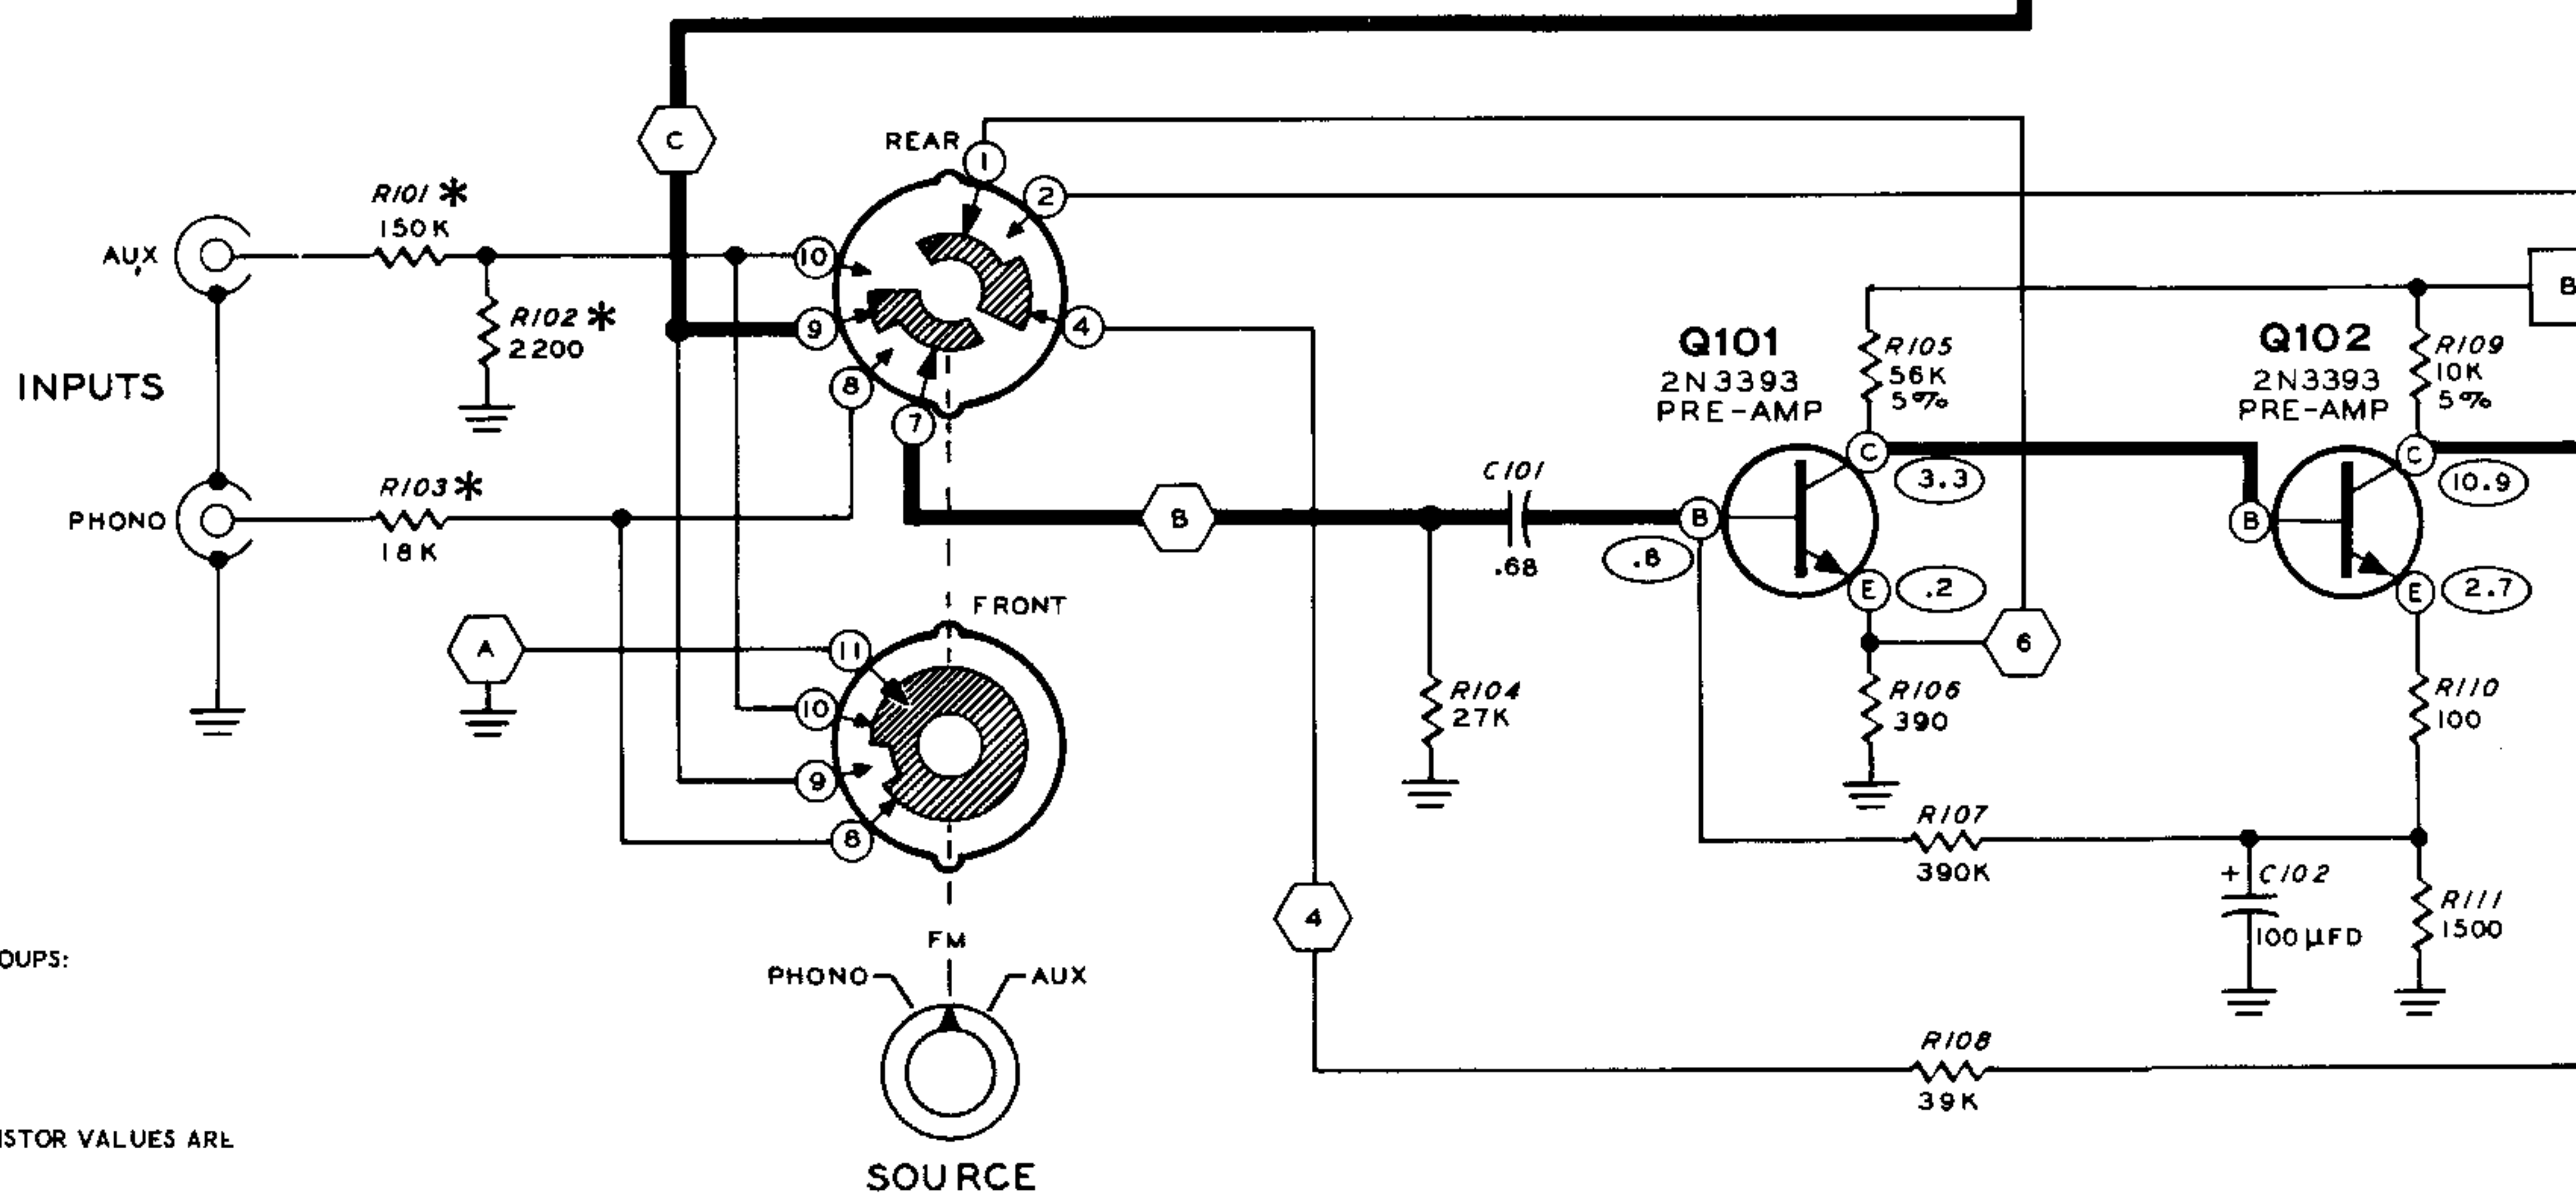 C
REAR
1
2
R101*
150K
AUX
10
R102*
2200
9
4
INPUTS
8
7
B
Q101
2N3393
PRE-AMP
R105
56K
5%
Q102
2N3393
PRE-AMP
R109
10K
5%
C
3.3
C
10.9
R103*
PHONO
18K
B
C101
.68
B
.8
B
E
.2
E
2.7
FRONT
A
11
10
9
8
6
R104
27K
R106
390
R110
100
R107
390K
+ C102
100µFD
R111
1500
4
OUPS:
FM
PHONO
AUX
R108
39K
ISTOR VALUES ARE
SOURCE